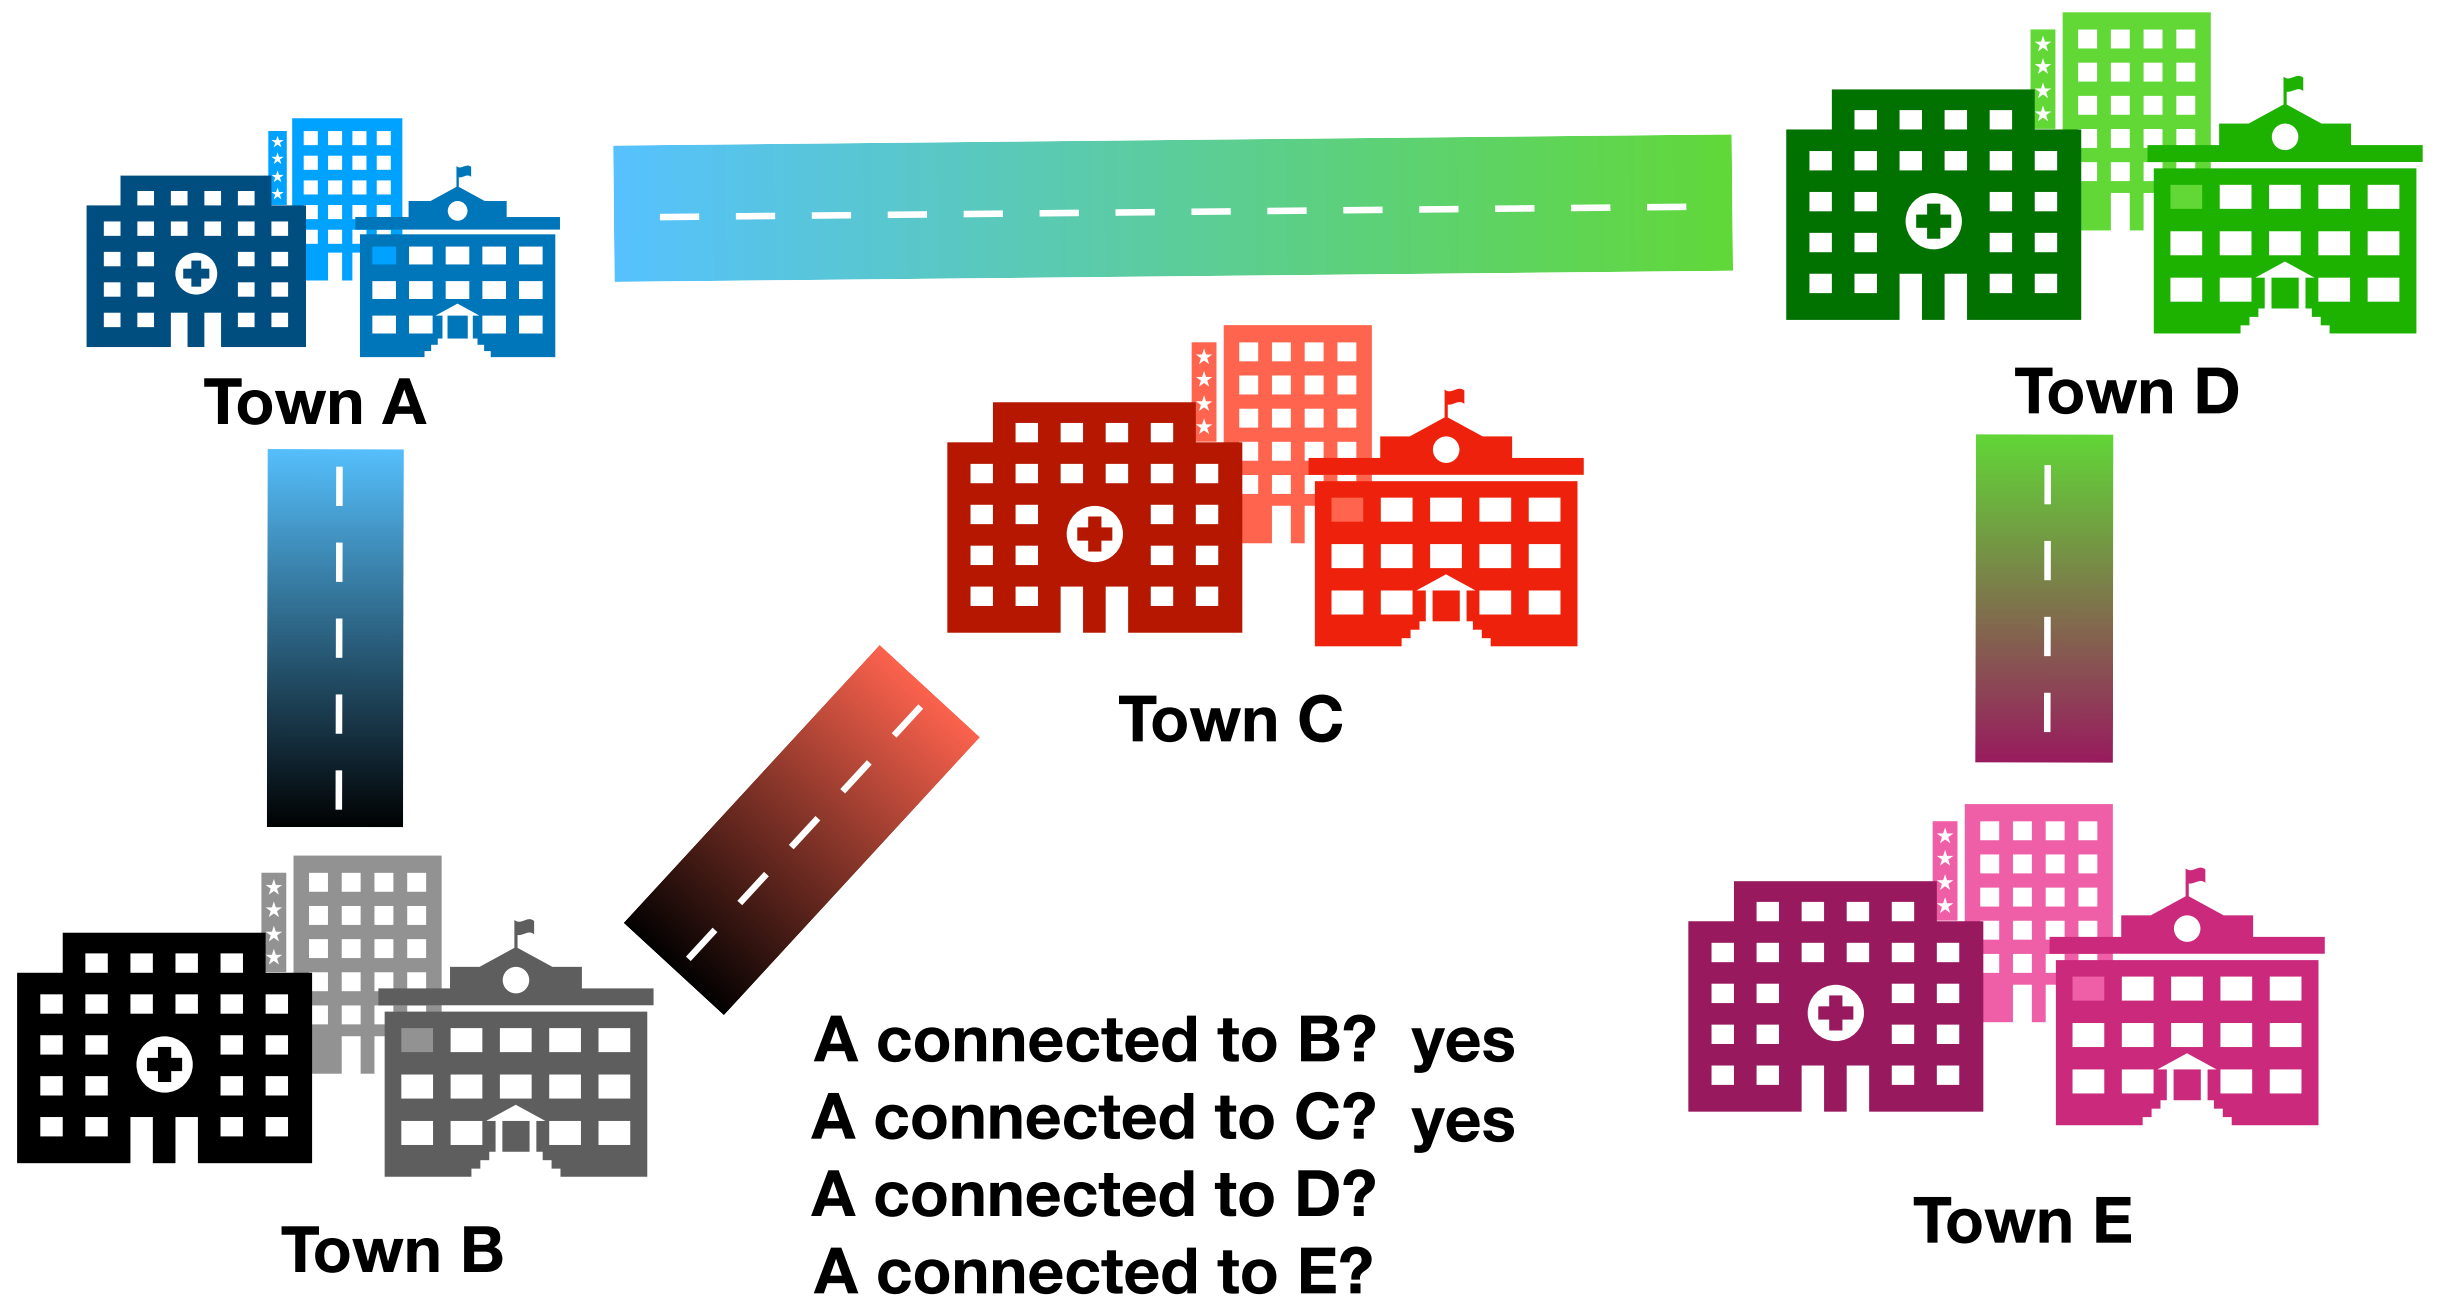 Town A
Town D
Town C
Town B
Town E
A connected to B? yes
A connected to C? yes
A connected to D?
A connected to E?